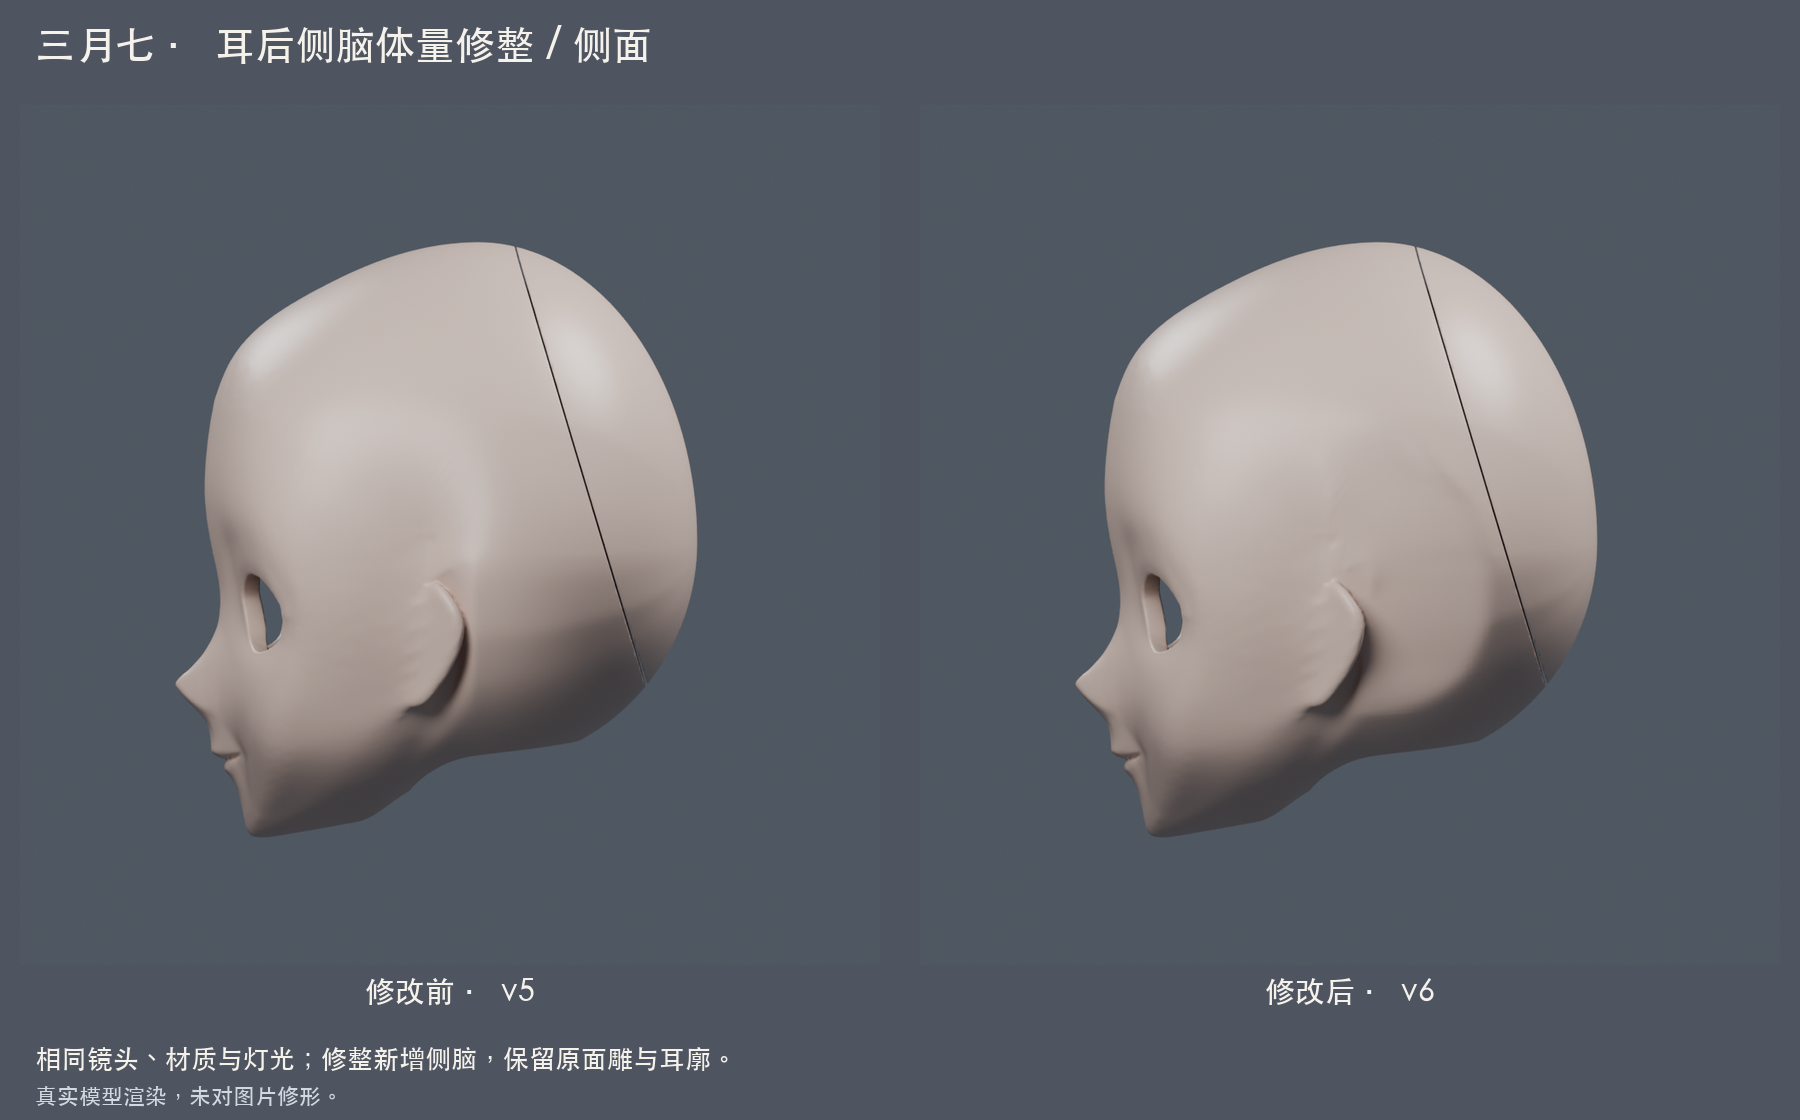 三月七· 耳后侧脑体量修整 / 侧面
修改前· v5
修改后· v6
相同镜头、材质与灯光；修整新增侧脑，保留原面雕与耳廓。
真实模型渲染，未对图片修形。